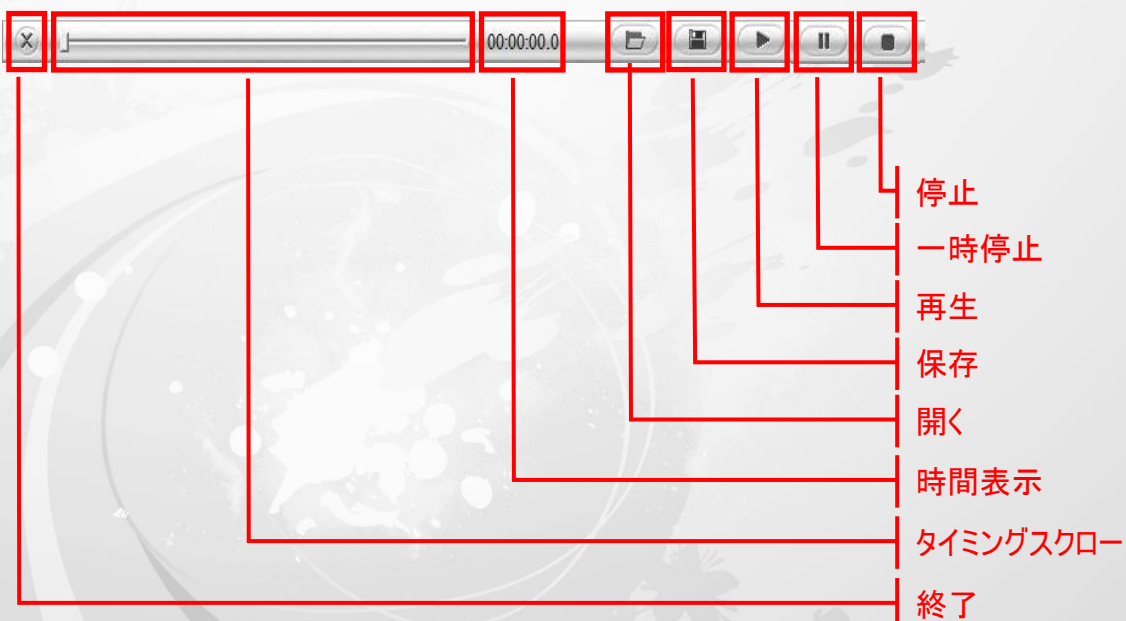 00:00:00.0
停止
一時停止
再生
保存
開く
時間表示
タイミングスクロー
終了